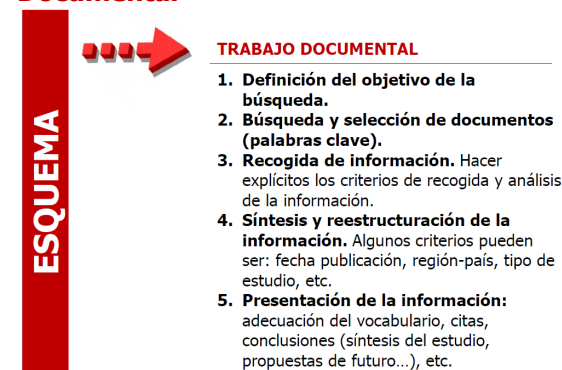 Documental
ESQUEMA
TRABAJO DOCUMENTAL
1. Definición del objetivo de la
búsqueda.
2. Búsqueda y selección de documentos
(palabras clave).
3. Recogida de información. Hacer
explícitos los criterios de recogida y análisis
de la información.
4. Síntesis y reestructuración de la
información. Algunos criterios pueden
ser: fecha publicación, región-país, tipo de
estudio, etc.
5. Presentación de la información:
adecuación del vocabulario, citas,
conclusiones (síntesis del estudio,
propuestas de futuro...), etc.